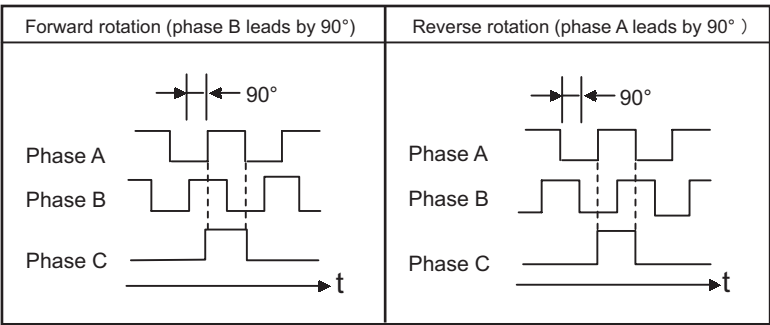 Forward rotation (phase B leads by 90°)
90°
Phase A
Phase B
Phase C
t
Reverse rotation (phase A leads by 90° )
90°
Phase A
Phase B
Phase C
t